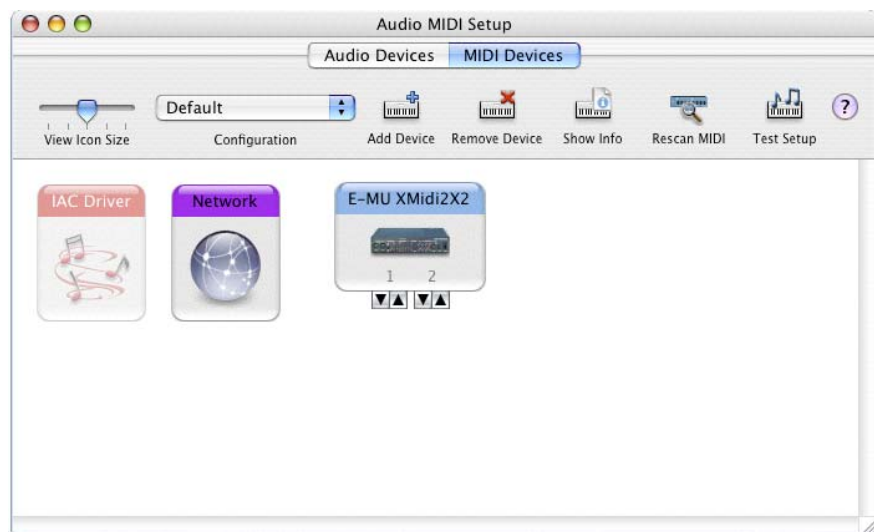 Audio MIDI Setup
Audio Devices MIDI Devices
Default
?
View Icon Size Configuration Add Device Remove Device Show Info Rescan MIDI Test Setup
IAC Driver Network E-MU XMidi2X2
1 2